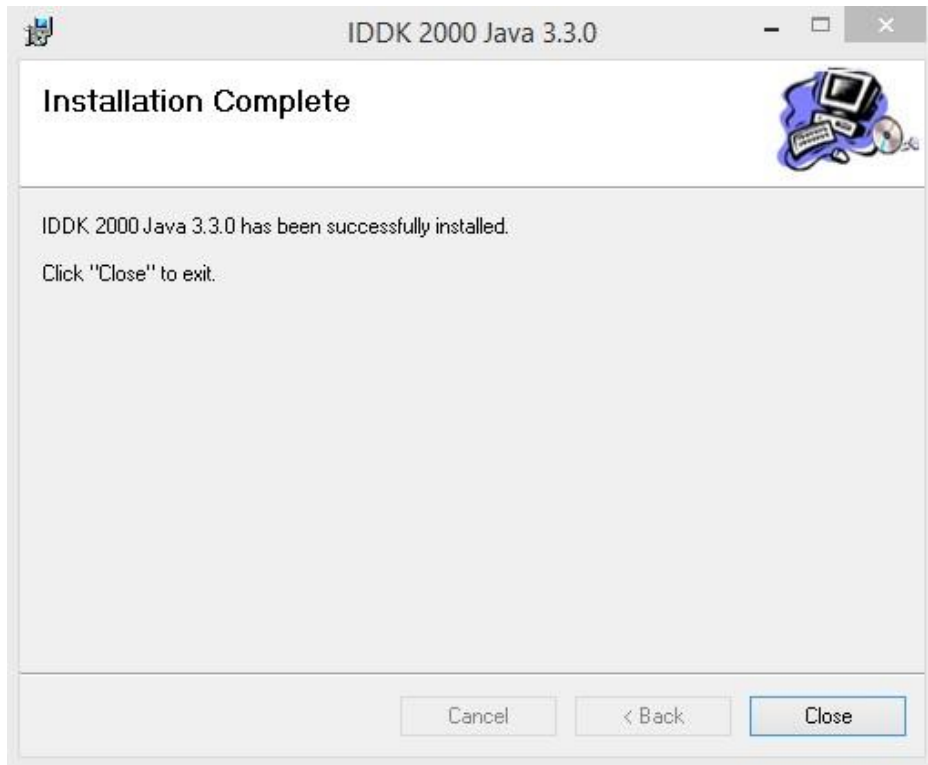 IDDK 2000 Java 3.3.0
Installation Complete
IDDK 2000 Java 3.3.0 has been successfully installed.
Click "Close" to exit.
Cancel
< Back
Close